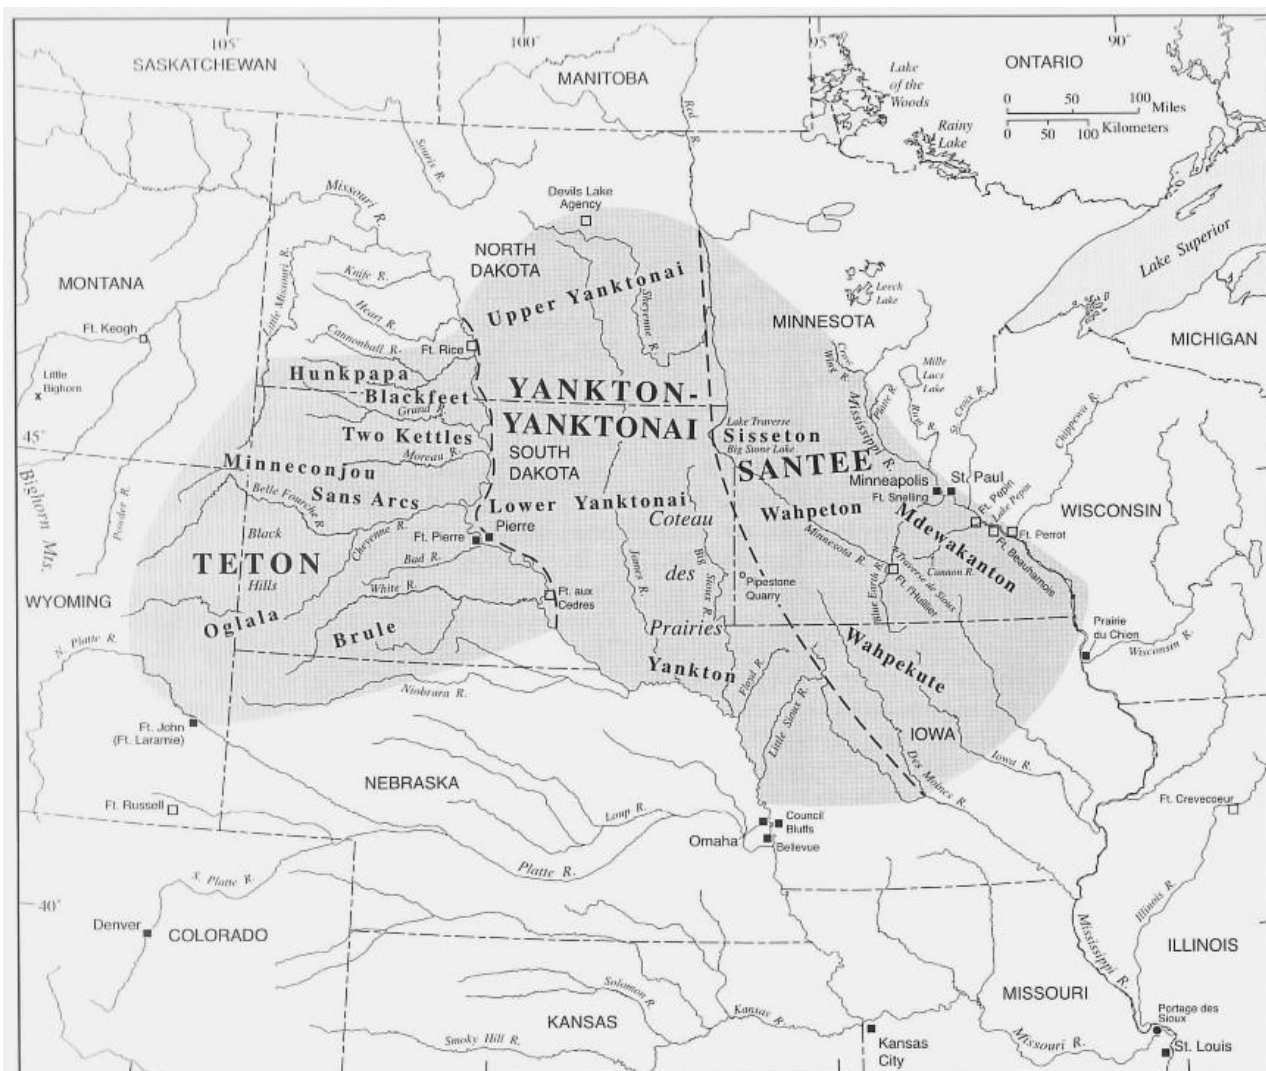 105°
100°
95°
90°
SASKATCHEWAN
MANITOBA
ONTARIO
Lake
of the
Woods
0 50 100 Miles
0 50 100 Kilometers
Rainy
Lake
Red R.
Souris R.
Missouri R.
Devils Lake
Agency
NORTH
DAKOTA
Lake Superior
MONTANA
Little Missouri R.
Knife R.
Upper Yanktonai
Sheyenne R.
Leech
Lake
MINNESOTA
MICHIGAN
Heart R.
Ft. Keogh
Cannonball R.
Ft. Rice
Crow
Wing R.
Mille
Lacs
Lake
Little
Bighorn
Hunkpapa
Blackfeet
Grand R.
YANKTON-
YANKTONAI
Platte R.
Rum R.
St. Croix R.
Chippewa R.
Mississippi R.
45°
Two Kettles
Moreau R.
Lake Traverse
Sisseton
Big Stone Lake
SANTEE
SOUTH
DAKOTA
Minneconjou
Sans Arcs
Belle Fourche R.
Bighorn Mts.
Powder R.
Minneapolis
St. Paul
Ft. Snelling
Lower Yanktonai
Wahpeton
Mdewakanton
Ft. Pepin
Lake Pepin
Ft. Perrot
Ft. Beauharnois
WISCONSIN
Black
Hills
Cheyenne R.
Ft. Pierre
Pierre
Coteau
des
Prairies
Minnesota R.
Traverse de Sioux
Cannon R.
TETON
Bad R.
White R.
Ft. aux
Cedres
James R.
Big Sioux R.
Pipestone
Quarry
Blue Earth R.
Ft. l'Huillier
WYOMING
Oglala
Brule
Prairie
du Chien
Wisconsin R.
N. Platte R.
Yankton
Wahpekute
Floyd R.
Little Sioux R.
Niobrara R.
Ft. John
(Ft. Laramie)
IOWA
Iowa R.
Des Moines R.
NEBRASKA
Ft. Russell
Loup R.
Council
Bluffs
Omaha
Bellevue
Ft. Crevecoeur
Platte R.
S. Platte R.
40°
Denver
COLORADO
Illinois R.
Mississippi R.
ILLINOIS
Solomon R.
MISSOURI
KANSAS
Kansas R.
Portage des
Sioux
Smoky Hill R.
Kansas
City
Missouri R.
St. Louis